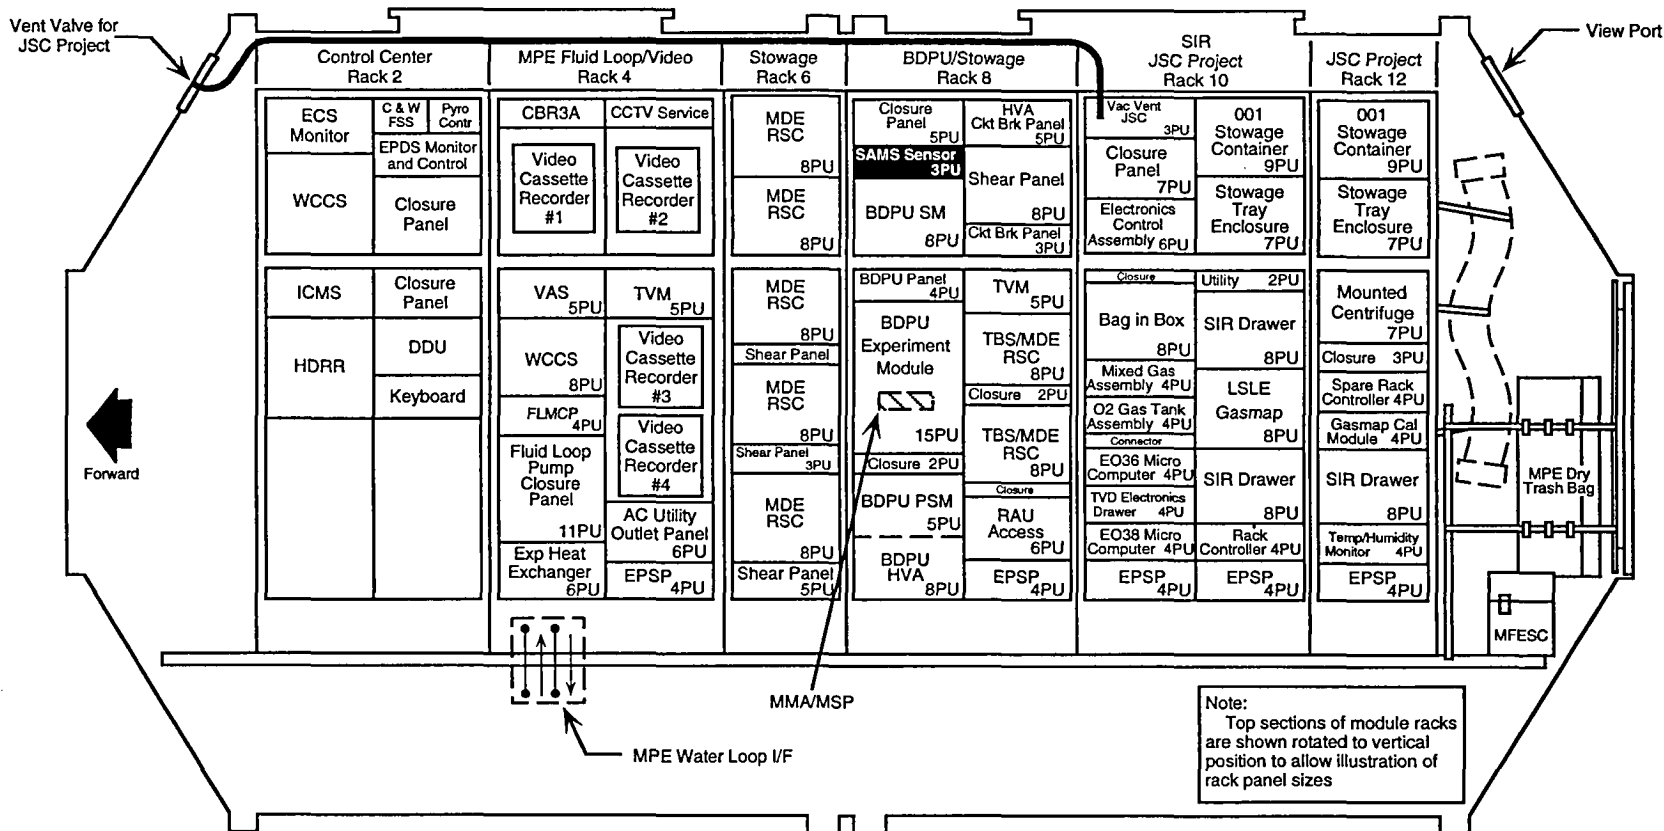 Vent Valve for
JSC Project
View Port
Control Center
Rack 2
MPE Fluid Loop/Video
Rack 4
Stowage
Rack 6
BDPU/Stowage
Rack 8
SIR
JSC Project
Rack 10
JSC Project
Rack 12
ECS
Monitor
C & W
FSS
Pyro
Contr
EPDS Monitor
and Control
WCCS
Closure
Panel
ICMS
Closure
Panel
HDRR
DDU
Keyboard
CBR3A
CCTV Service
Video
Cassette
Recorder
#1
Video
Cassette
Recorder
#2
VAS
5PU
TVM
5PU
WCCS
8PU
Video
Cassette
Recorder
#3
FLMCP
4PU
Video
Cassette
Recorder
#4
Fluid Loop
Pump
Closure
Panel
11PU
AC Utility
Outlet Panel
6PU
Exp Heat
Exchanger
6PU
EPSP
4PU
MDE
RSC
8PU
MDE
RSC
8PU
MDE
RSC
8PU
Shear Panel
MDE
RSC
8PU
Shear Panel
3PU
MDE
RSC
8PU
Shear Panel
5PU
Closure
Panel
5PU
SAMS Sensor
3PU
BDPU SM
8PU
HVA
Ckt Brk Panel
5PU
Shear Panel
8PU
Ckt Brk Panel
3PU
BDPU Panel
4PU
BDPU
Experiment
Module
15PU
Closure 2PU
BDPU PSM
5PU
BDPU
HVA
8PU
TVM
5PU
TBS/MDE
RSC
8PU
Closure 2PU
TBS/MDE
RSC
8PU
Closure
RAU
Access
6PU
EPSP
4PU
Vac Vent
JSC
3PU
Closure
Panel
7PU
Electronics
Control
Assembly 6PU
001
Stowage
Container
9PU
Stowage
Tray
Enclosure
7PU
Closure
Bag in Box
8PU
Mixed Gas
Assembly 4PU
O2 Gas Tank
Assembly 4PU
Connector
EO36 Micro
Computer 4PU
TVD Electronics
Drawer 4PU
EO38 Micro
Computer 4PU
EPSP
4PU
Utility 2PU
SIR Drawer
8PU
LSLE
Gasmap
8PU
SIR Drawer
8PU
Rack
Controller 4PU
EPSP
4PU
001
Stowage
Container
9PU
Stowage
Tray
Enclosure
7PU
Mounted
Centrifuge
7PU
Closure 3PU
Spare Rack
Controller 4PU
Gasmap Cal
Module 4PU
SIR Drawer
8PU
Temp/Humidity
Monitor 4PU
EPSP
4PU
MPE Dry
Trash Bag
MFESC
Forward
MMA/MSP
MPE Water Loop I/F
Note:
Top sections of module racks
are shown rotated to vertical
position to allow illustration of
rack panel sizes